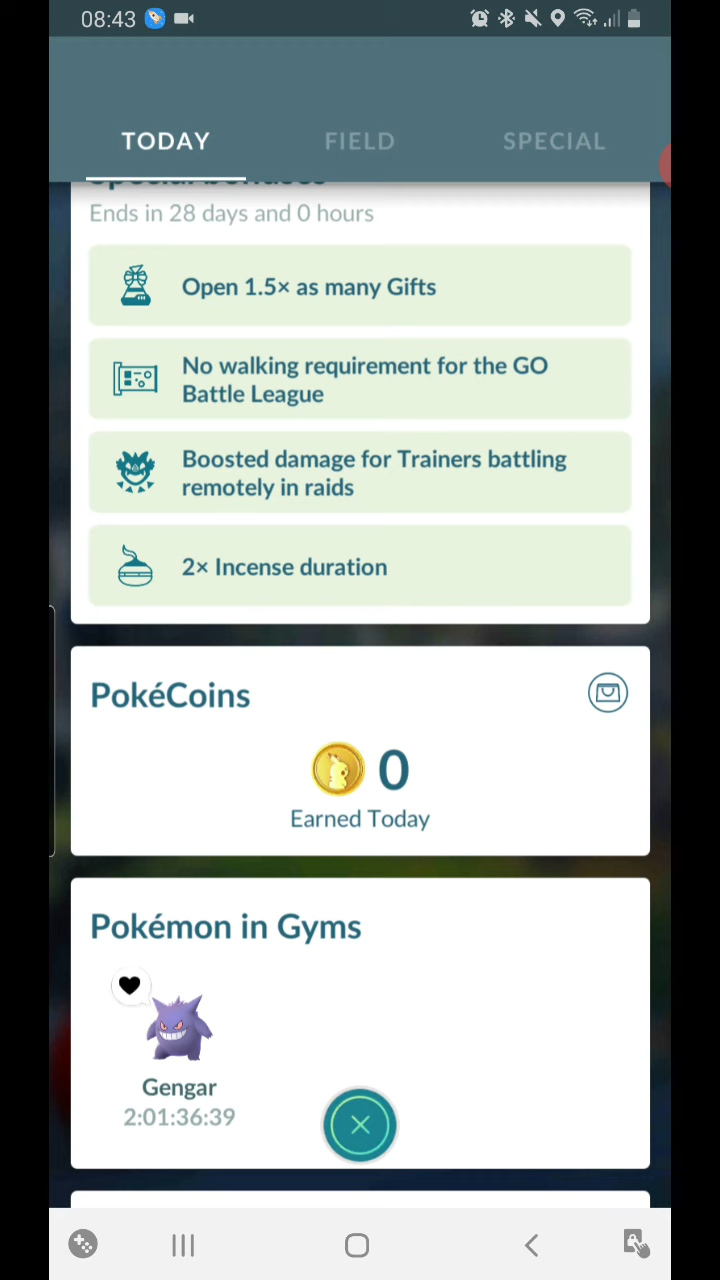 08:43
TODAY
FIELD
SPECIAL
Special bonuses
Ends in 28 days and 0 hours
Open 1.5× as many Gifts
No walking requirement for the GO
Battle League
Boosted damage for Trainers battling
remotely in raids
2× Incense duration
PokéCoins
0
Earned Today
Pokémon in Gyms
Gengar
2:01:36:39